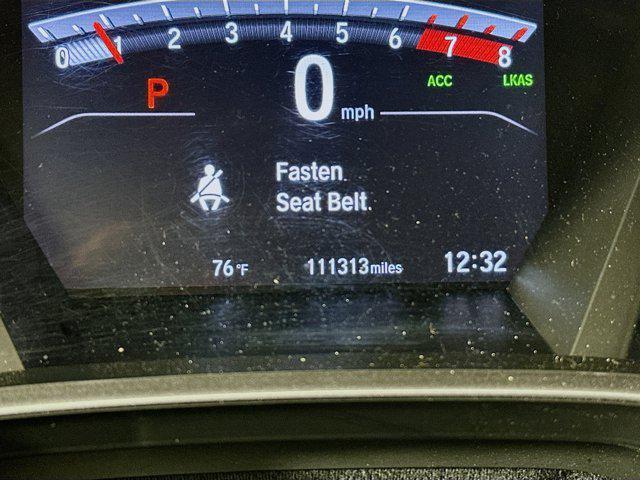 0 1 2 3 4 5 6 7 8
P
0 mph
ACC LKAS
Fasten
Seat Belt.
76°F 111313 miles 12:32